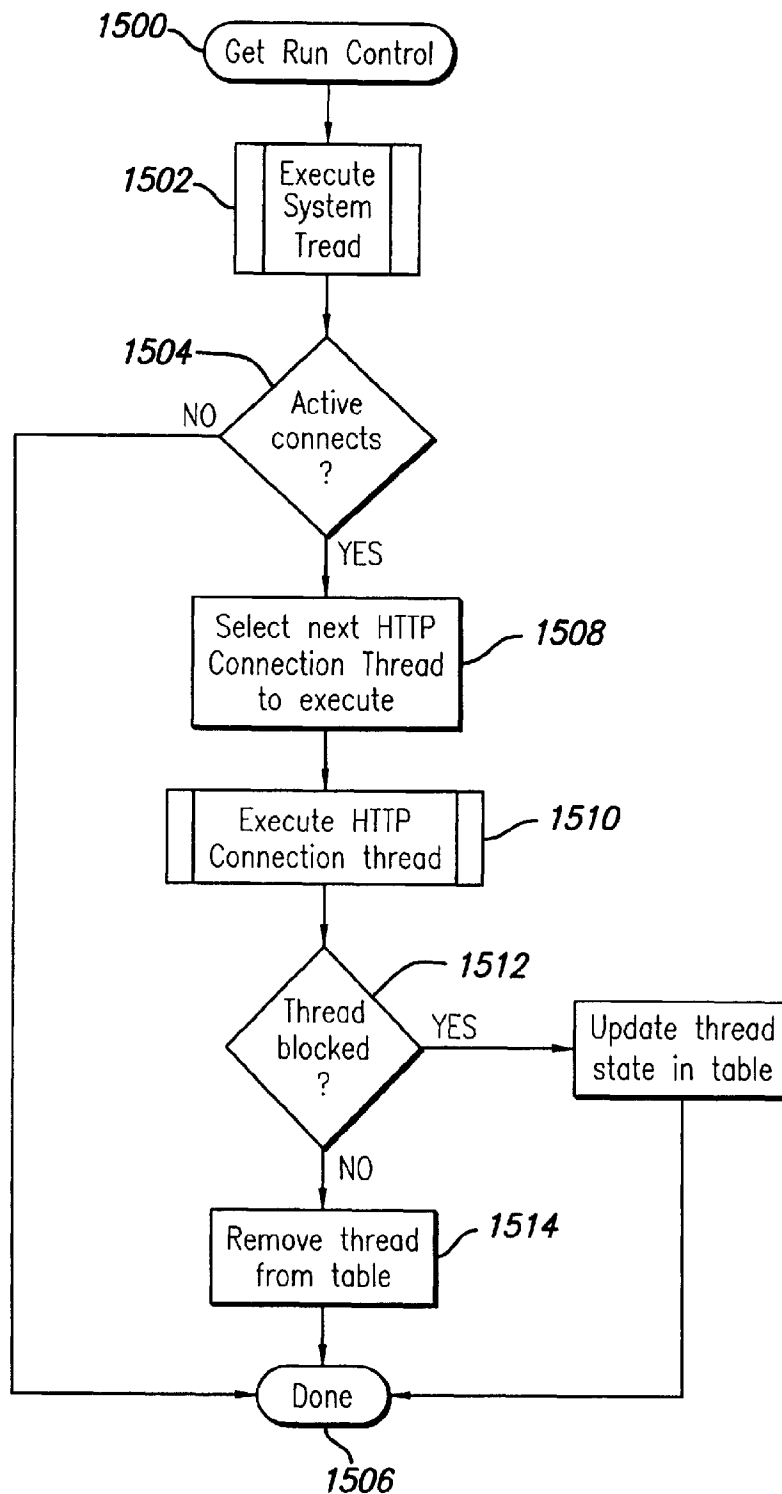 1500
Get Run Control
1502
Execute
System
Tread
1504
NO
Active
connects
?
YES
Select next HTTP
Connection Thread
to execute
1508
Execute HTTP
Connection thread
1510
1512
Thread
blocked
?
YES
Update thread
state in table
NO
1514
Remove thread
from table
Done
1506